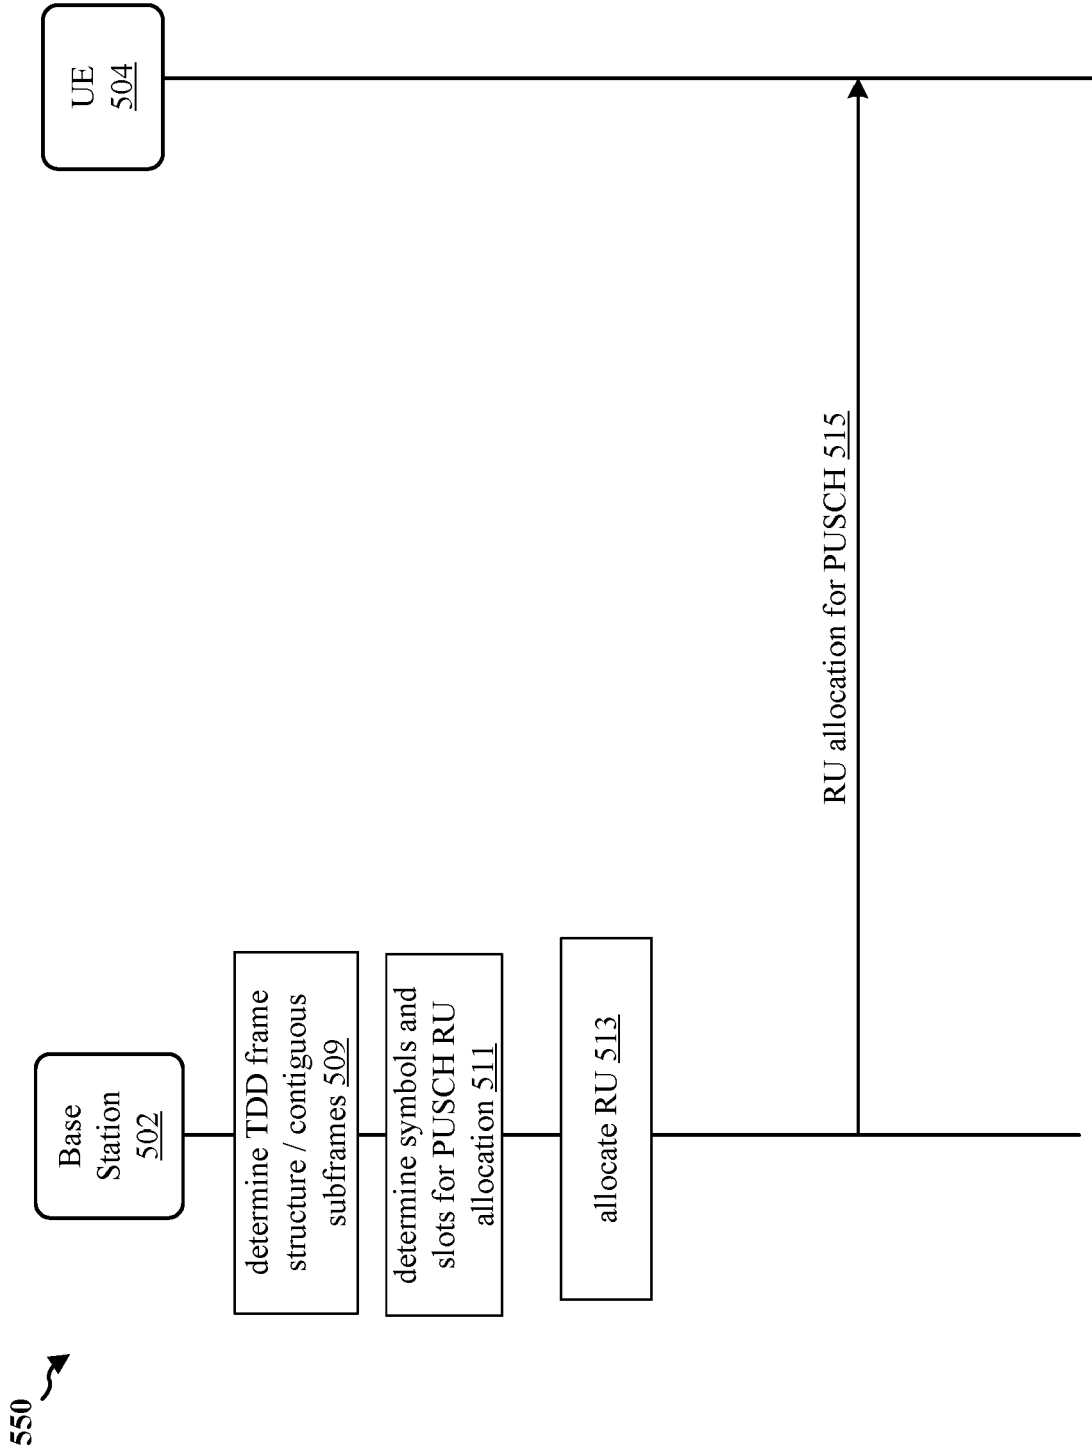 550
Base
Station
502
UE
504
determine TDD frame
structure / contiguous
subframes 509
determine symbols and
slots for PUSCH RU
allocation 511
allocate RU 513
RU allocation for PUSCH 515